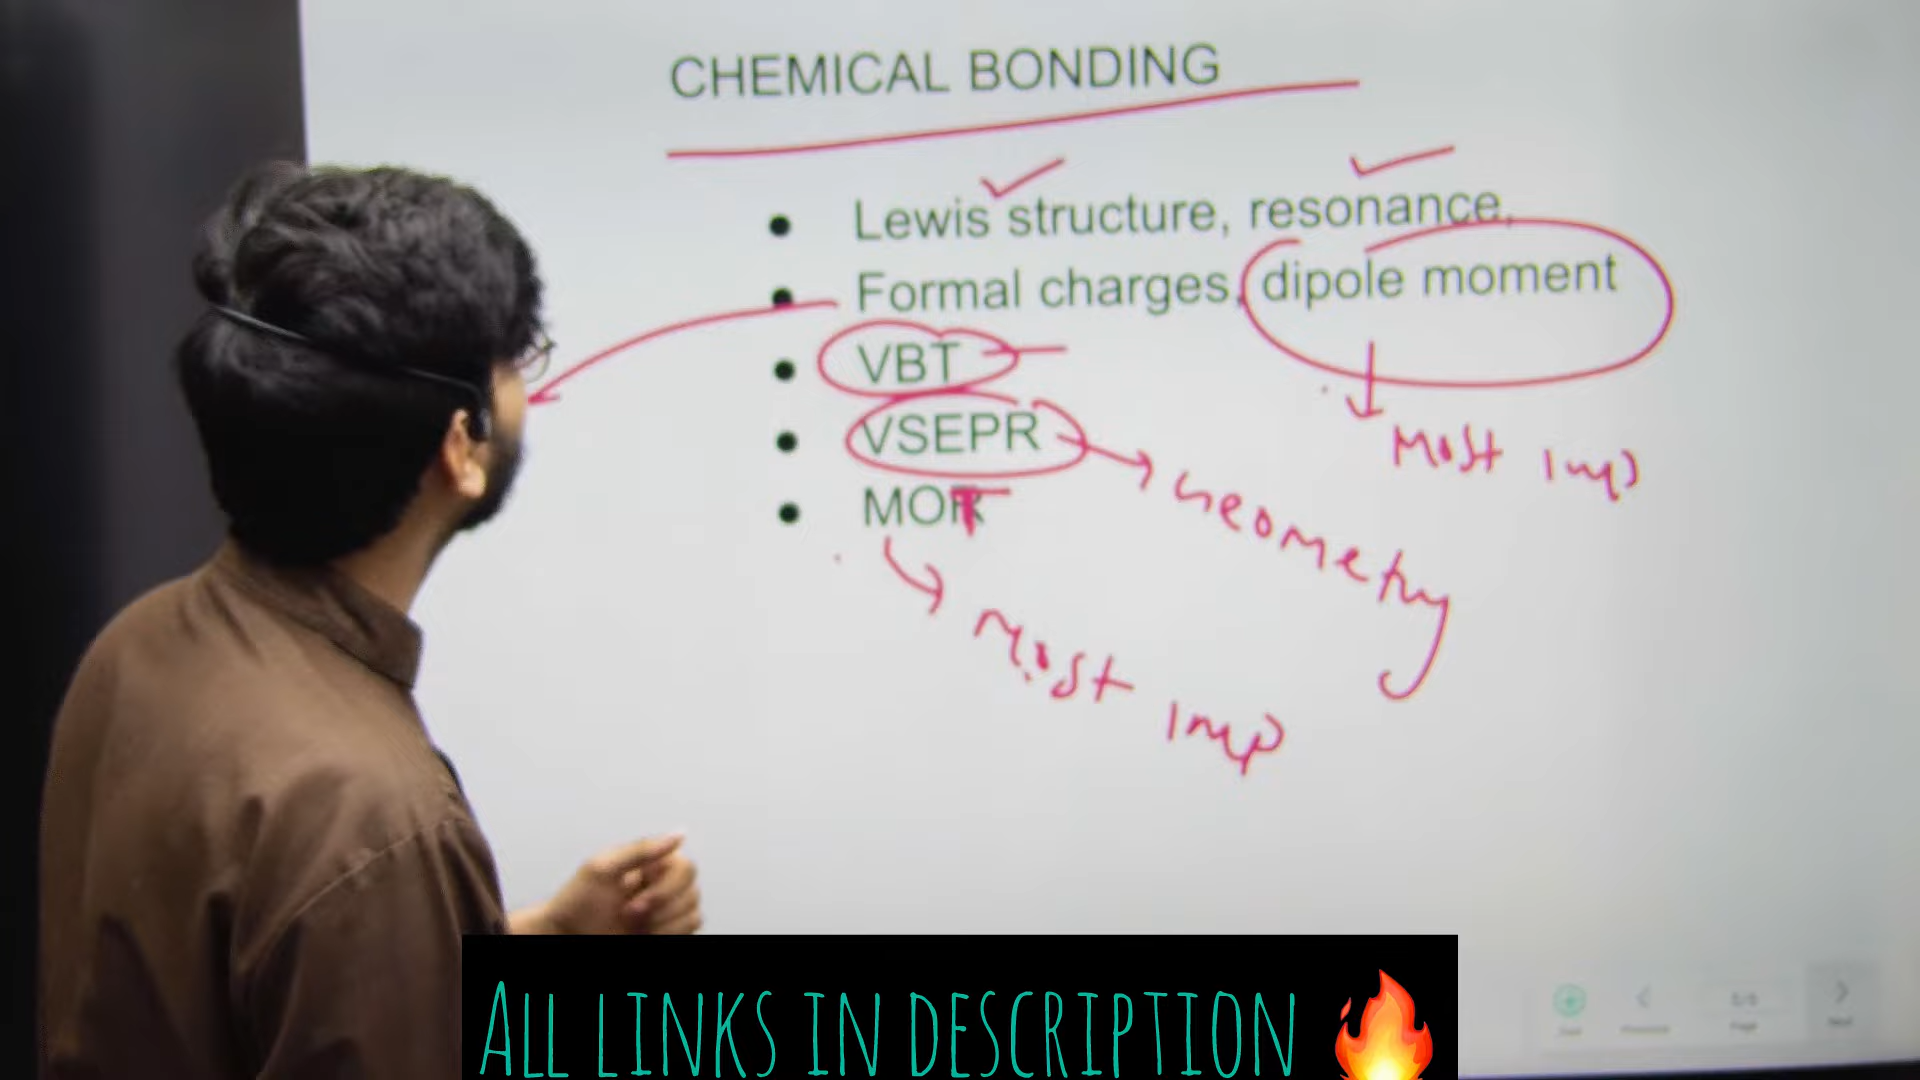 CHEMICAL BONDING
Lewis structure, resonance,
Formal charges, dipole moment
VBT
VSEPR
Most Imp
Geometry
MOT
Most Imp
ALL LINKS IN DESCRIPTION 🔥